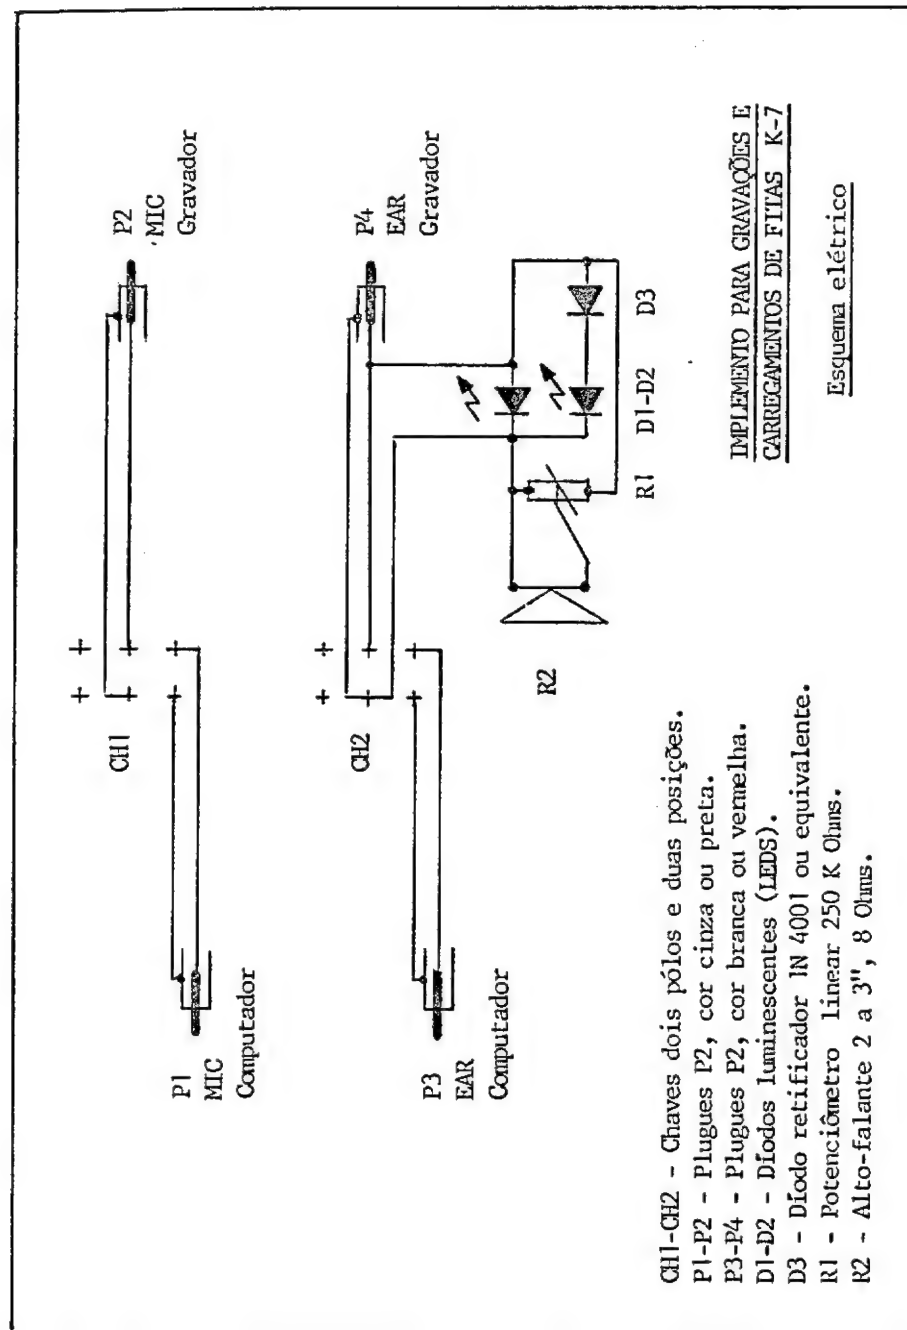 P1
MIC
Computador
CH1
P2
MIC
Gravador
P3
EAR
Computador
CH2
P4
EAR
Gravador
R2
R1
D1-D2
D3
CH1-CH2 - Chaves dois pólos e duas posições.
P1-P2 - Plugues P2, cor cinza ou preta.
P3-P4 - Plugues P2, cor branca ou vermelha.
D1-D2 - Díodos luminescentes (LEDS).
D3 - Díodo retificador 1N 4001 ou equivalente.
R1 - Potenciômetro linear 250 K Ohms.
R2 - Alto-falante 2 a 3", 8 Ohms.
IMPLEMENTO PARA GRAVAÇÕES E
CARREGAMENTOS DE FITAS K-7
Esquema elétrico